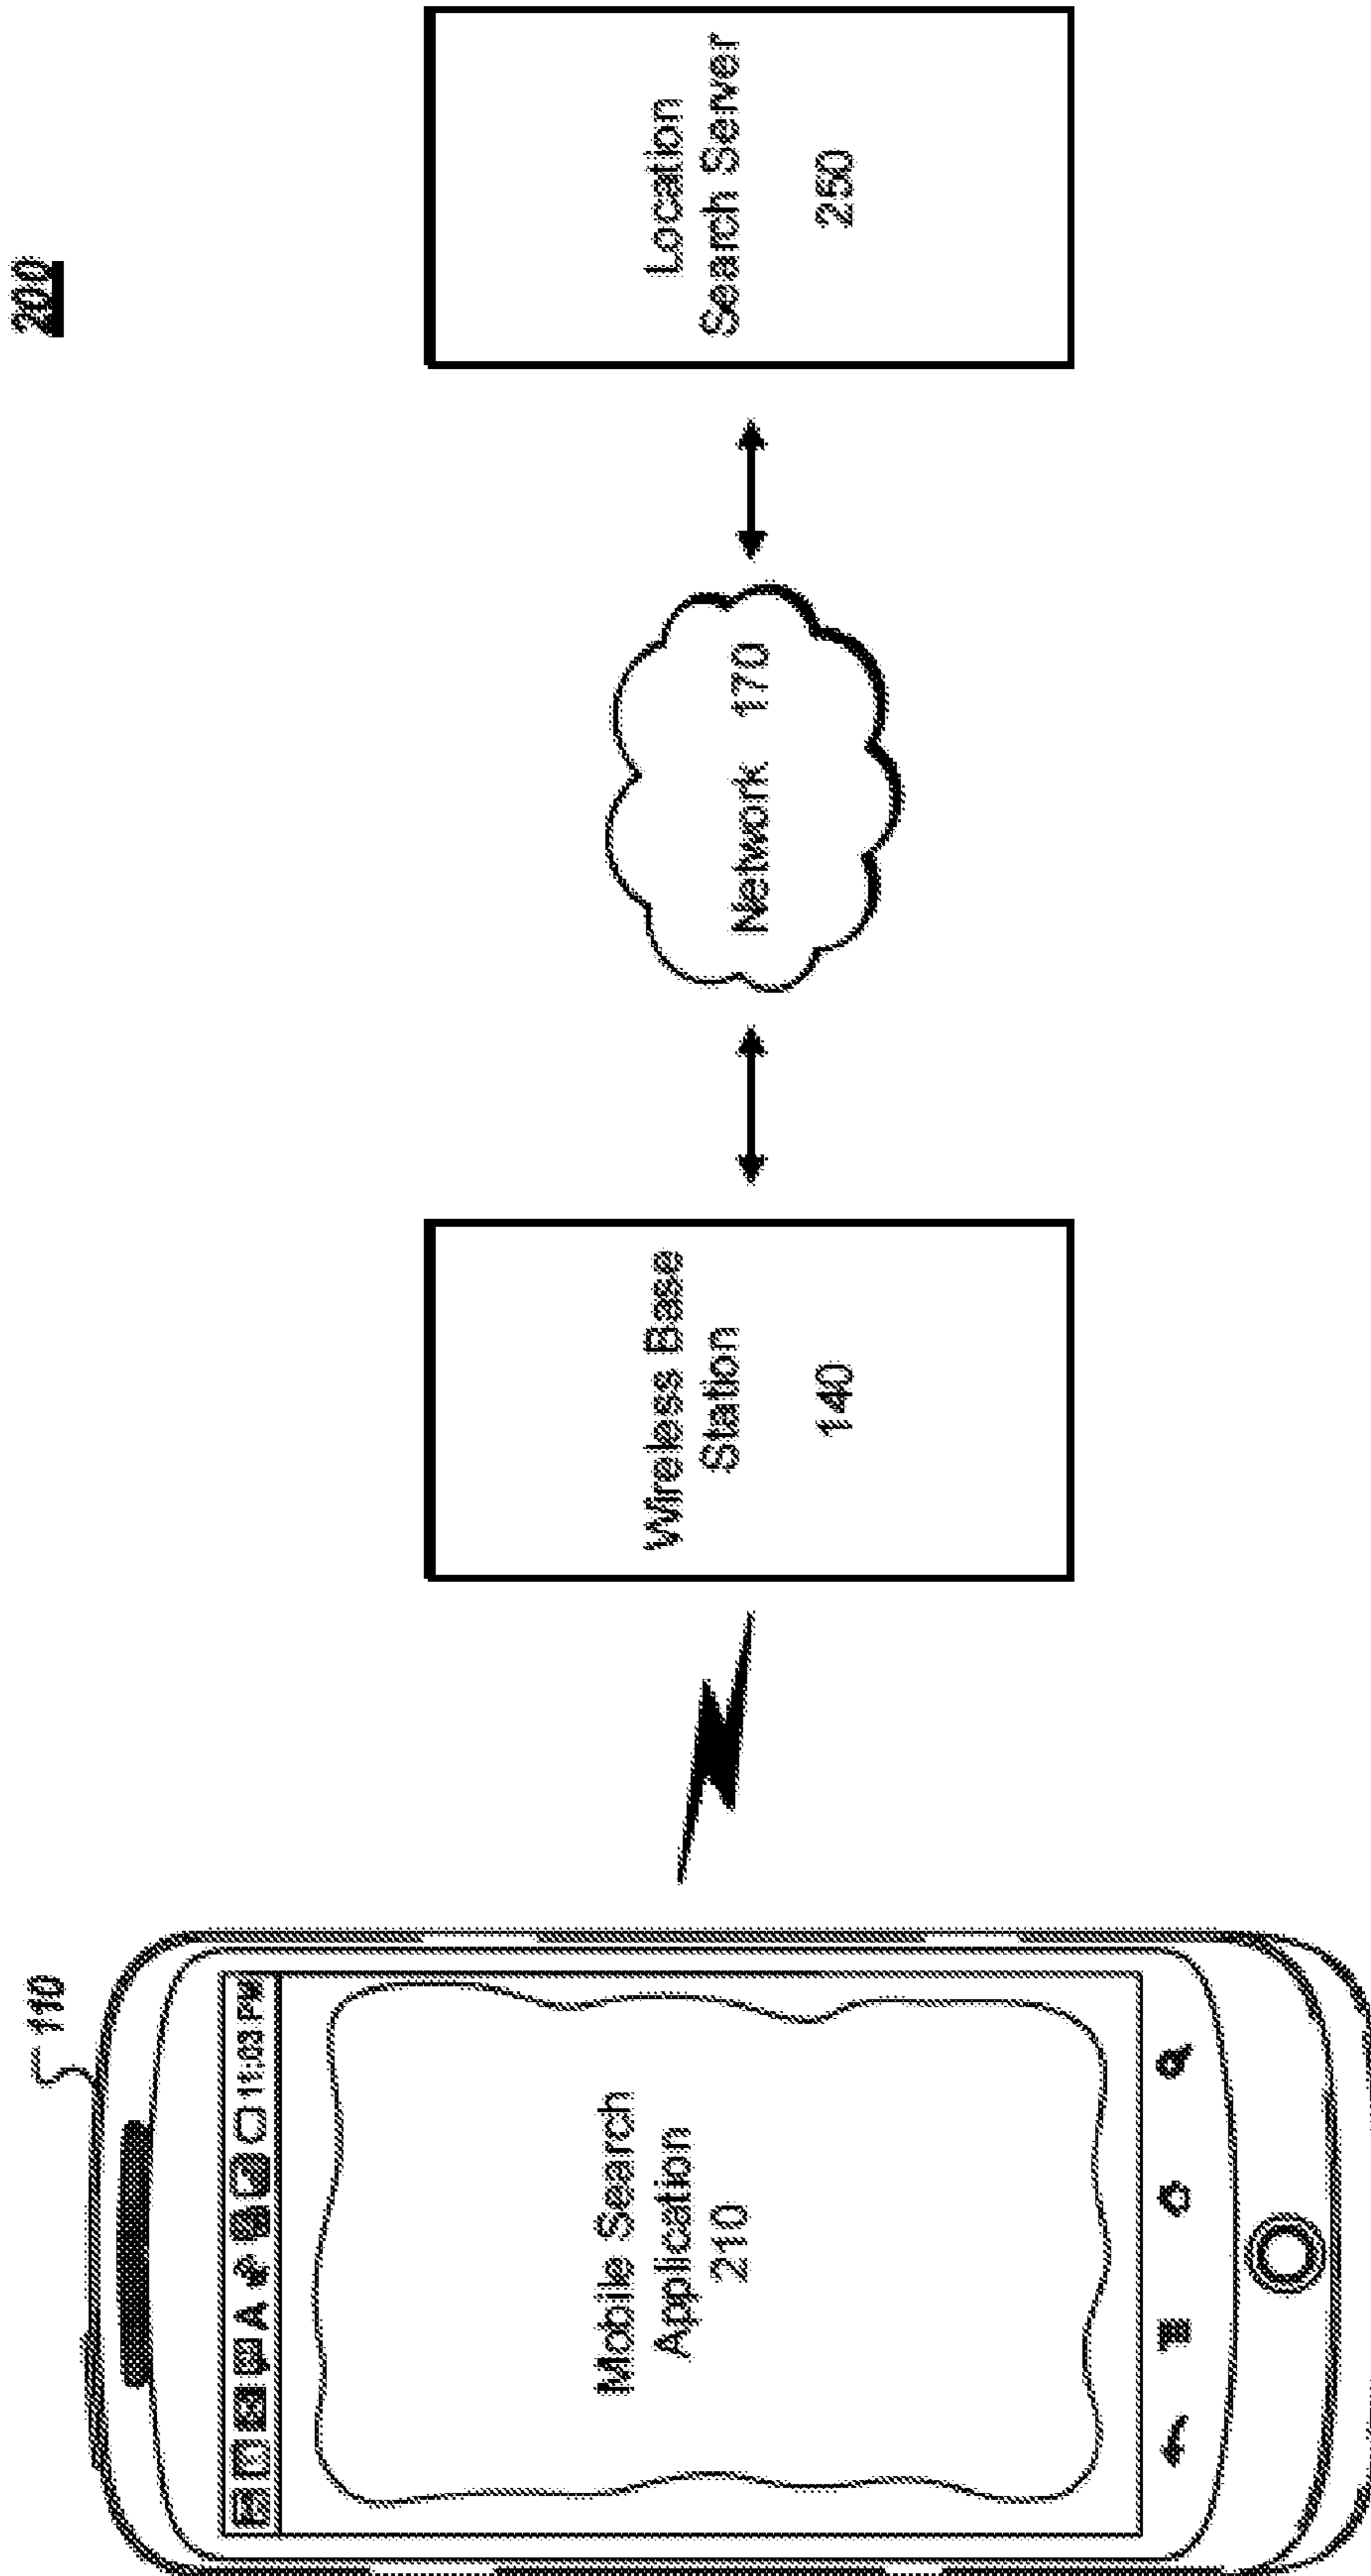 200
110
11:03 PM
Mobile Search
Application
210
Wireless Base
Station
140
Network 170
Location
Search Server
250